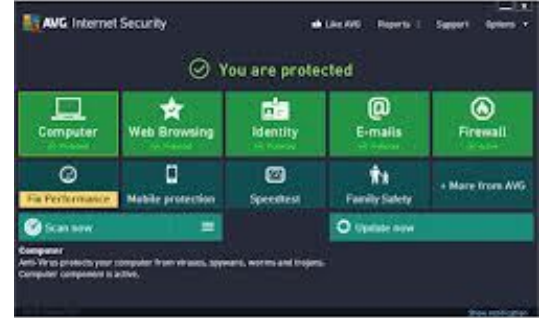 AVG Internet Security
Like AVG Reports Support Options
You are protected
Computer Web Browsing Identity E-mails Firewall
Fix Performance Mobile protection Speedtest Family Safety + More from AVG
Scan now Update now
Computer
Anti-Virus protects your computer from viruses, spyware, worms and trojans.
Computer component is active.
Show notification